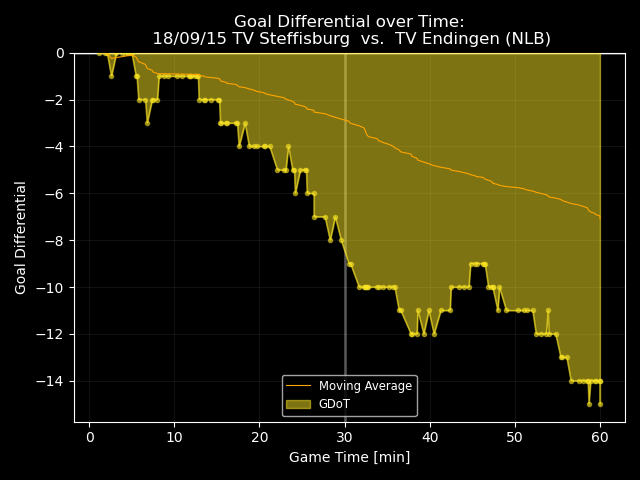 Goal Differential over Time:
18/09/15 TV Steffisburg  vs.  TV Endingen (NLB)
Goal Differential
0
−2
−4
−6
−8
−10
−12
−14
Moving Average
GDoT
0 10 20 30 40 50 60
Game Time [min]